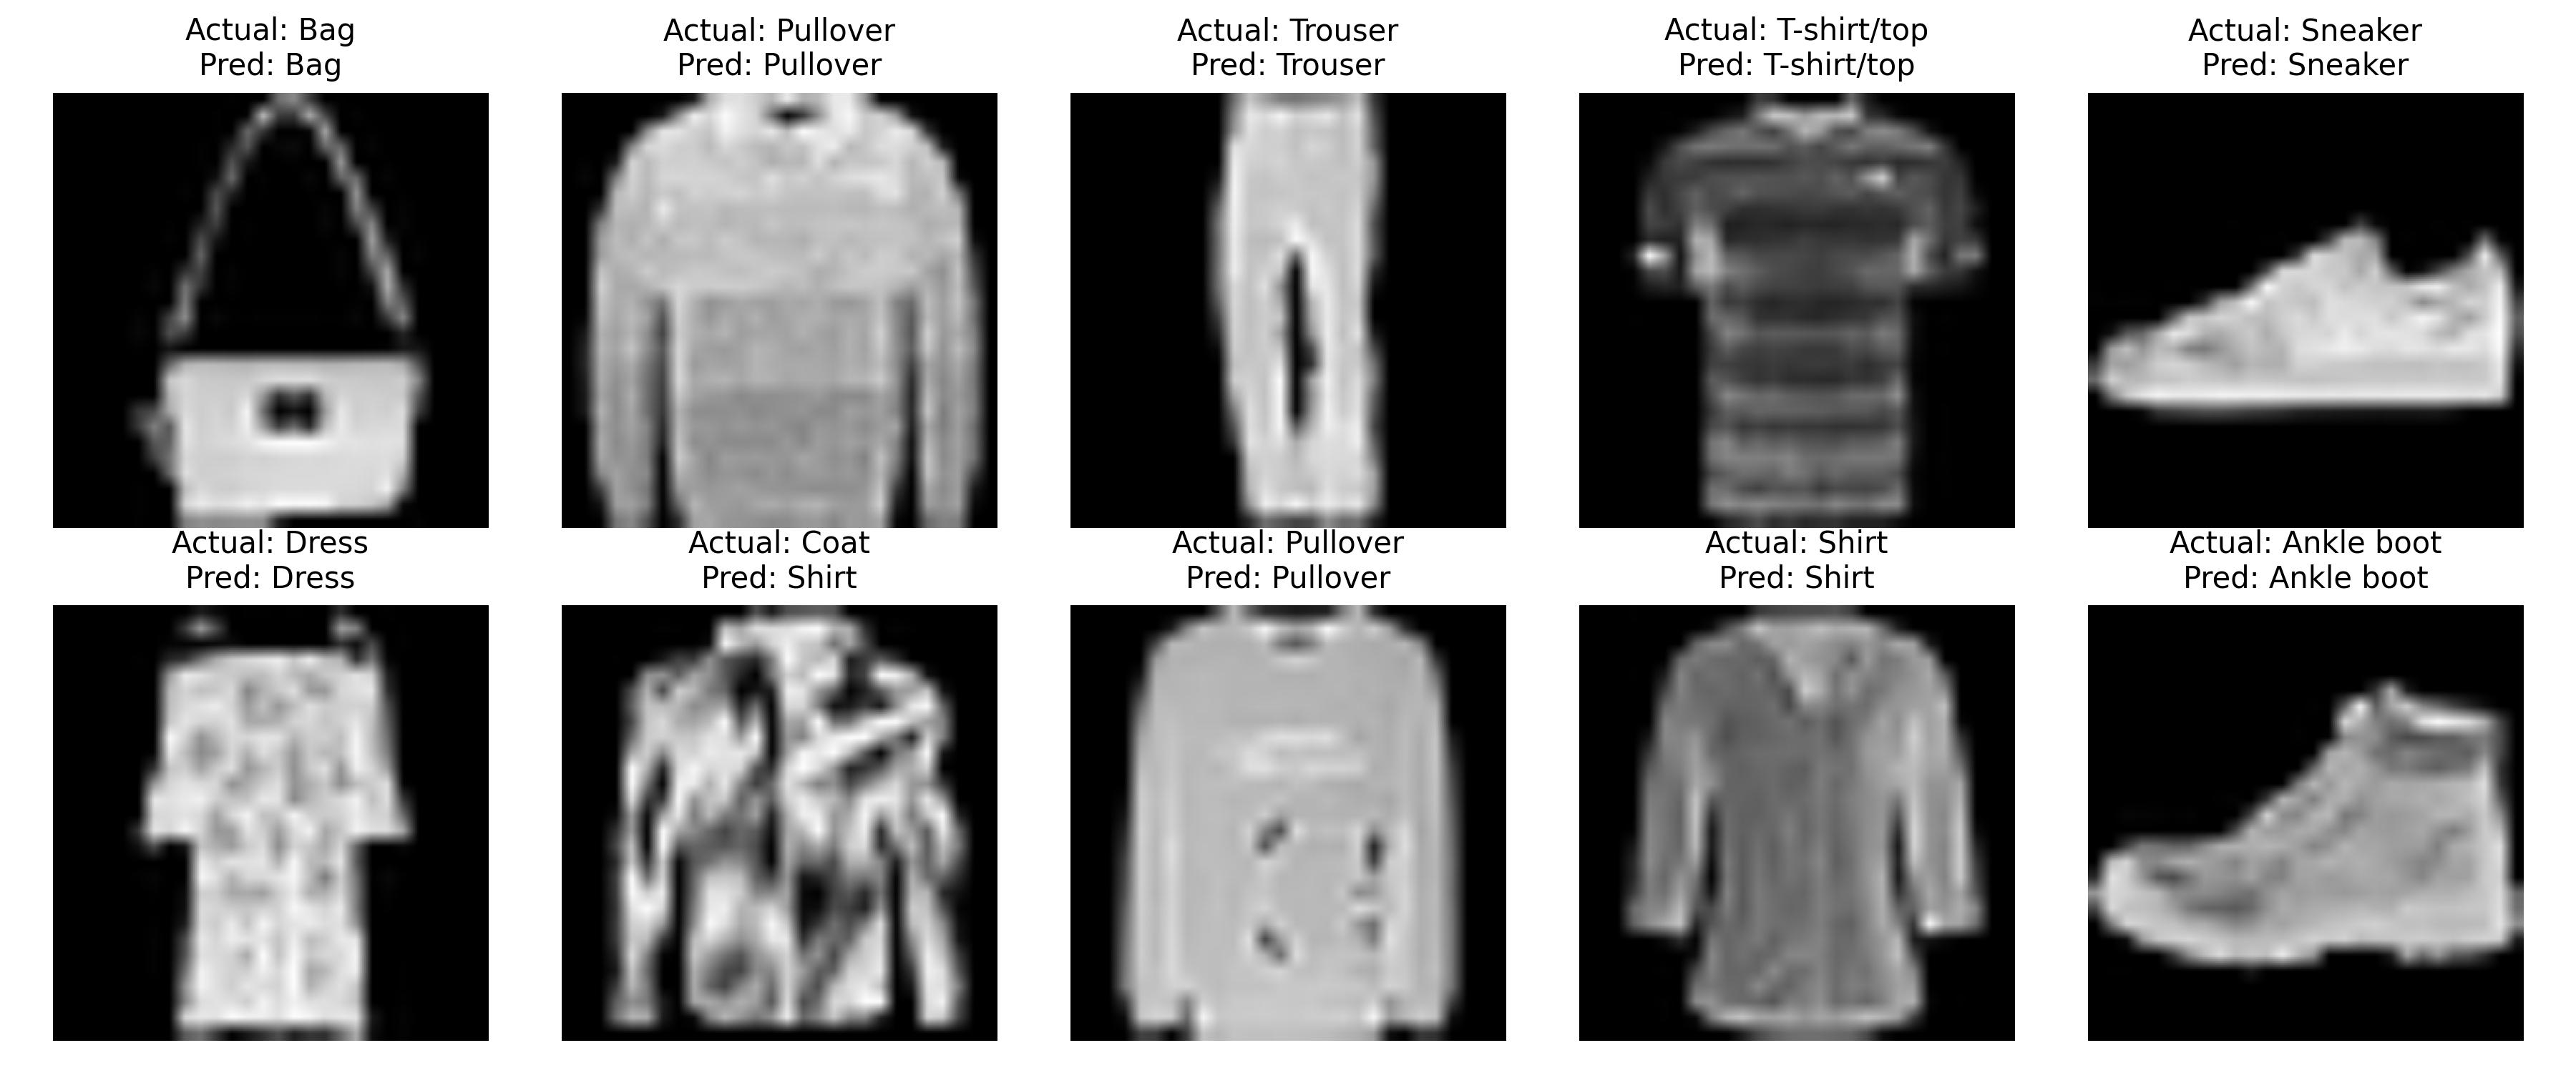 Actual: Bag
Pred: Bag
Actual: Pullover
Pred: Pullover
Actual: Trouser
Pred: Trouser
Actual: T-shirt/top
Pred: T-shirt/top
Actual: Sneaker
Pred: Sneaker
Actual: Dress
Pred: Dress
Actual: Coat
Pred: Shirt
Actual: Pullover
Pred: Pullover
Actual: Shirt
Pred: Shirt
Actual: Ankle boot
Pred: Ankle boot